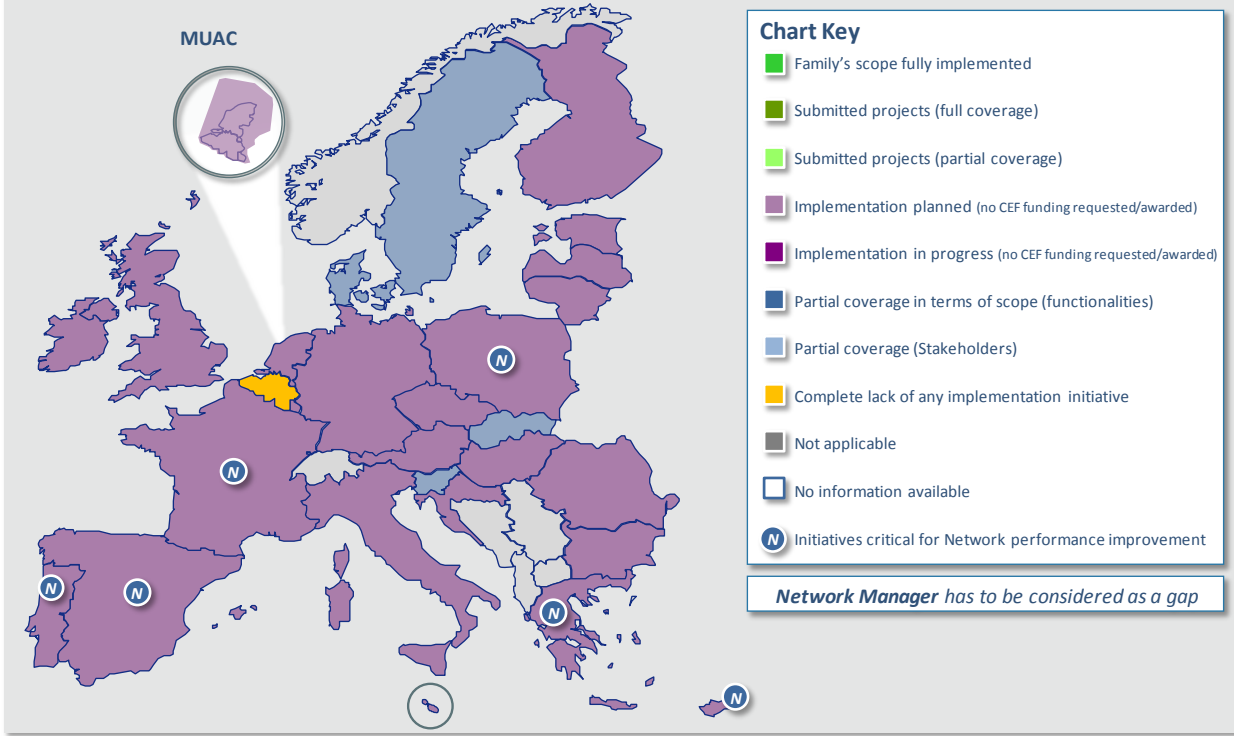 MUAC
N
N
N
N
N
N
Chart Key
Family's scope fully implemented
Submitted projects (full coverage)
Submitted projects (partial coverage)
Implementation planned (no CEF funding requested/awarded)
Implementation in progress (no CEF funding requested/awarded)
Partial coverage in terms of scope (functionalities)
Partial coverage (Stakeholders)
Complete lack of any implementation initiative
Not applicable
No information available
N Initiatives critical for Network performance improvement
Network Manager has to be considered as a gap